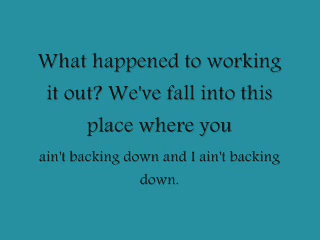 What happened to working
it out? We've fall into this
place where you
ain't backing down and I ain't backing
down.